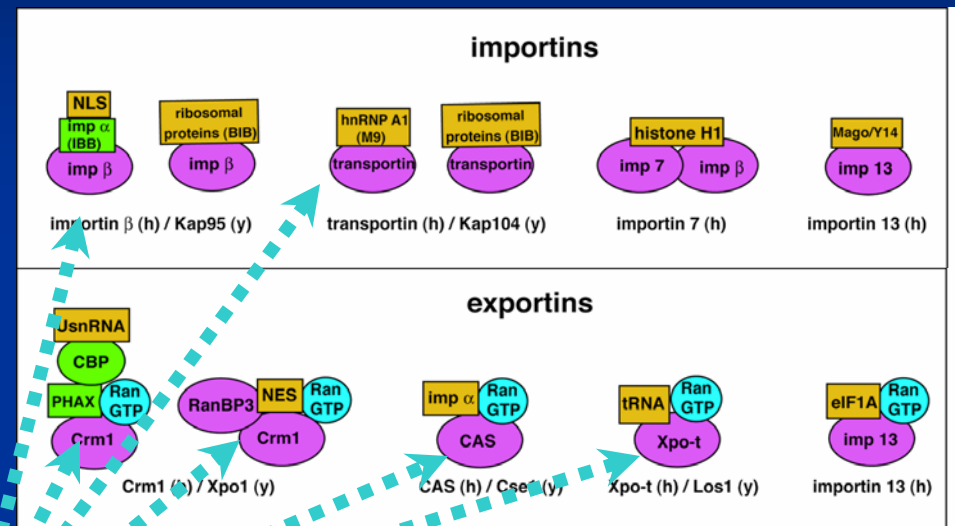 importins
NLS
imp α
(IBB)
imp β
ribosomal
proteins (BIB)
imp β
hnRNP A1
(M9)
transportin
ribosomal
proteins (BIB)
transportin
histone H1
imp 7
imp β
Mago/Y14
imp 13
importin β (h) / Kap95 (y)
transportin (h) / Kap104 (y)
importin 7 (h)
importin 13 (h)
exportins
UsnRNA
CBP
PHAX
Ran
GTP
Crm1
RanBP3
NES
Ran
GTP
Crm1
imp α
Ran
GTP
CAS
tRNA
Ran
GTP
Xpo-t
eIF1A
Ran
GTP
imp 13
Crm1 (h) / Xpo1 (y)
CAS (h) / Cse1 (y)
Xpo-t (h) / Los1 (y)
importin 13 (h)